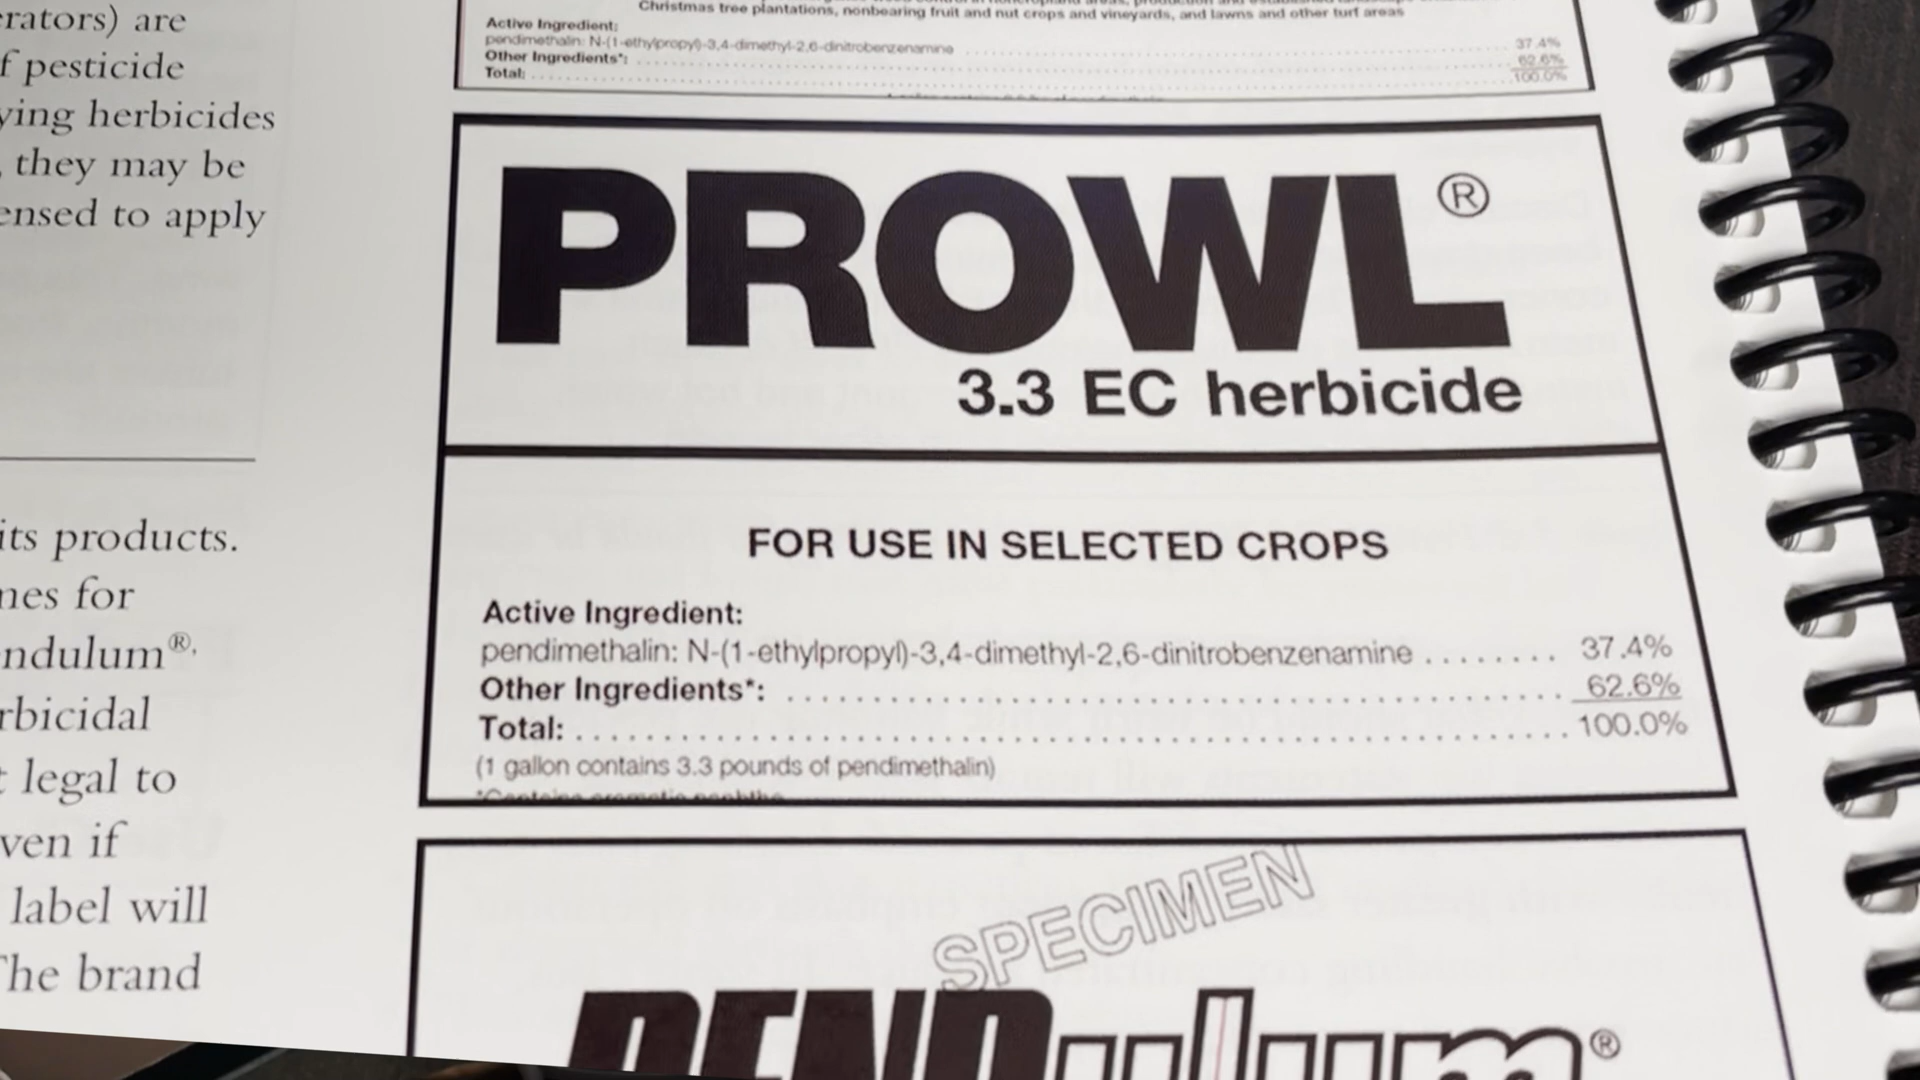 erators) are
f pesticide
ying herbicides
, they may be
ensed to apply
its products.
mes for
endulum®,
rbicidal
t legal to
ven if
label will
The brand
Christmas tree plantations, nonbearing fruit and nut crops and vineyards, and lawns and other turf areas
Active Ingredient:
pendimethalin: N-(1-ethylpropyl)-3,4-dimethyl-2,6-dinitrobenzenamine 37.4%
Other Ingredients*: 62.6%
Total: 100.0%
PROWL®
3.3 EC herbicide
FOR USE IN SELECTED CROPS
Active Ingredient:
pendimethalin: N-(1-ethylpropyl)-3,4-dimethyl-2,6-dinitrobenzenamine ........ 37.4%
Other Ingredients*: ........ 62.6%
Total: ........ 100.0%
(1 gallon contains 3.3 pounds of pendimethalin)
SPECIMEN
PENDulum®